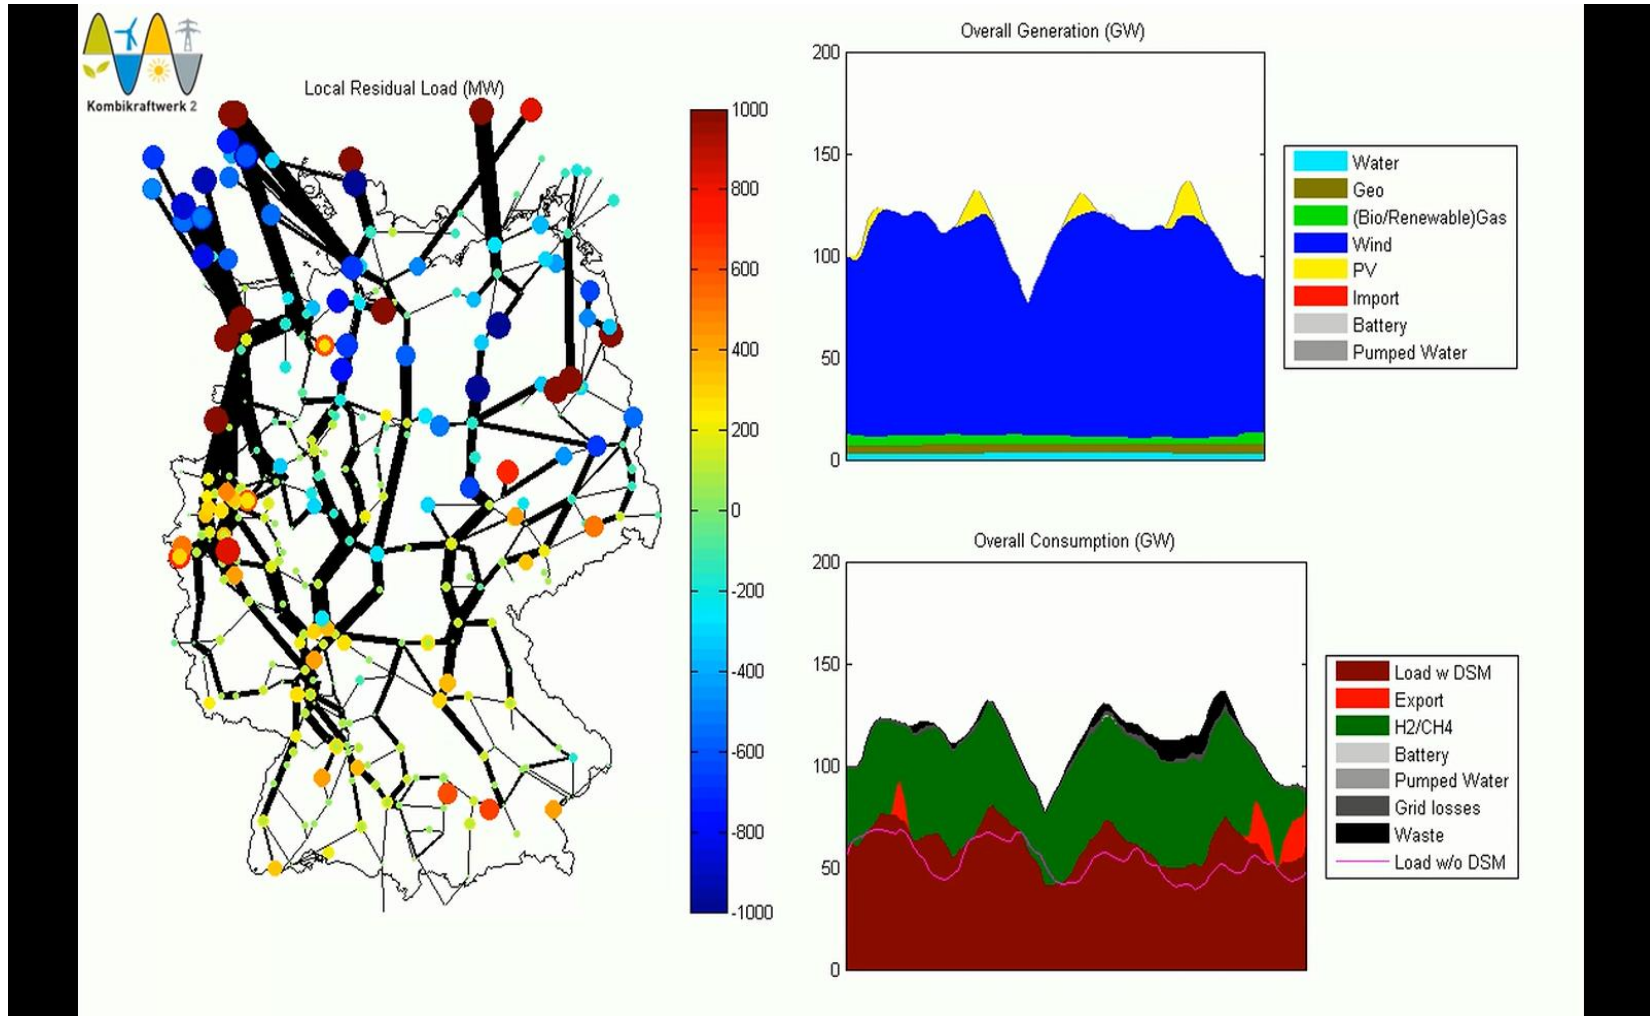 Kombikraftwerk 2
Local Residual Load (MW)
1000
800
600
400
200
0
-200
-400
-600
-800
-1000
Overall Generation (GW)
200
150
100
50
0
Water
Geo
(Bio/Renewable)Gas
Wind
PV
Import
Battery
Pumped Water
Overall Consumption (GW)
200
150
100
50
0
Load w DSM
Export
H2/CH4
Battery
Pumped Water
Grid losses
Waste
Load w/o DSM